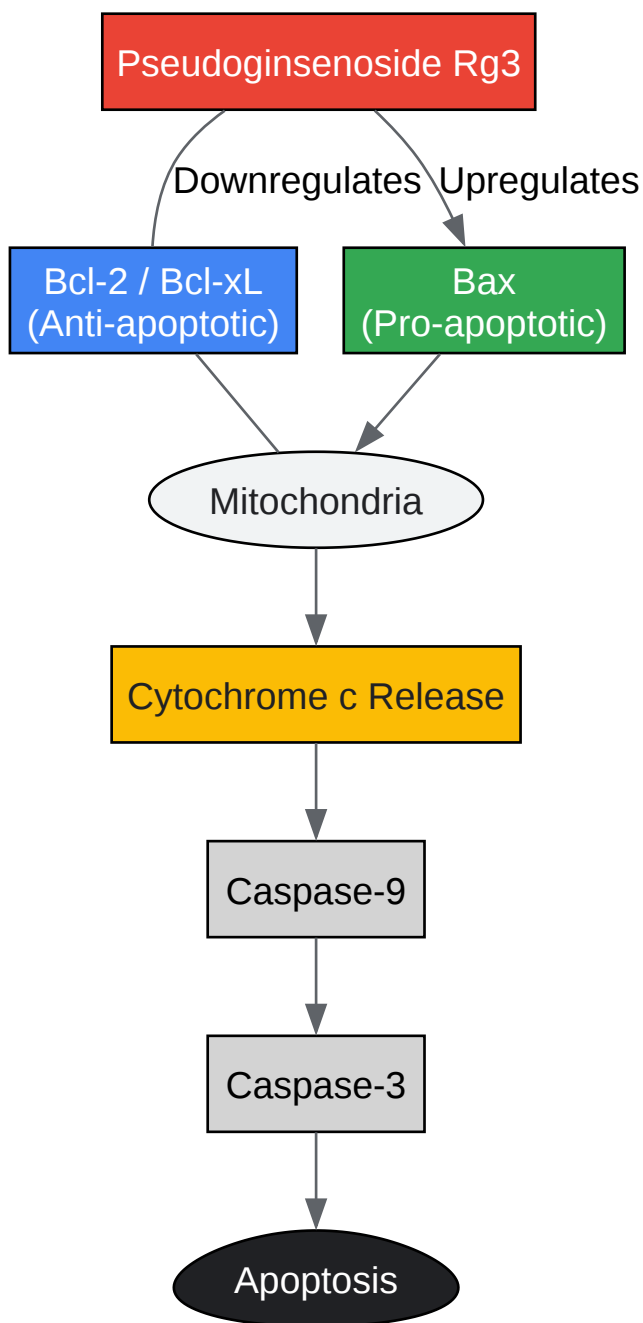 Pseudoginsenoside Rg3
Downregulates
Upregulates
Bcl-2 / Bcl-xL
(Anti-apoptotic)
Bax
(Pro-apoptotic)
Mitochondria
Cytochrome c Release
Caspase-9
Caspase-3
Apoptosis